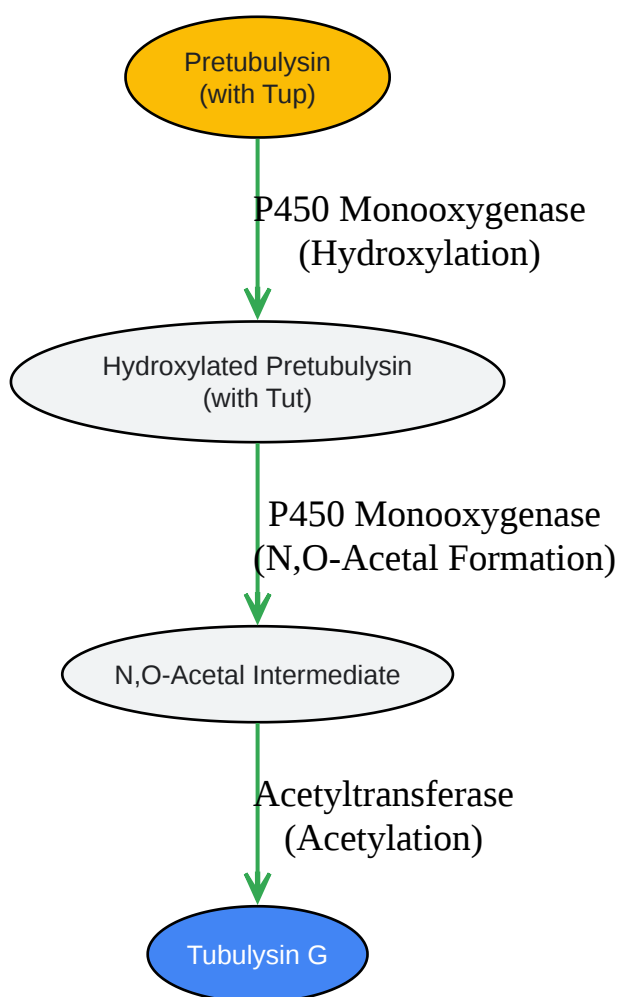 Pretubulysin
(with Tup)
P450 Monooxygenase
(Hydroxylation)
Hydroxylated Pretubulysin
(with Tut)
P450 Monooxygenase
(N,O-Acetal Formation)
N,O-Acetal Intermediate
Acetyltransferase
(Acetylation)
Tubulysin G